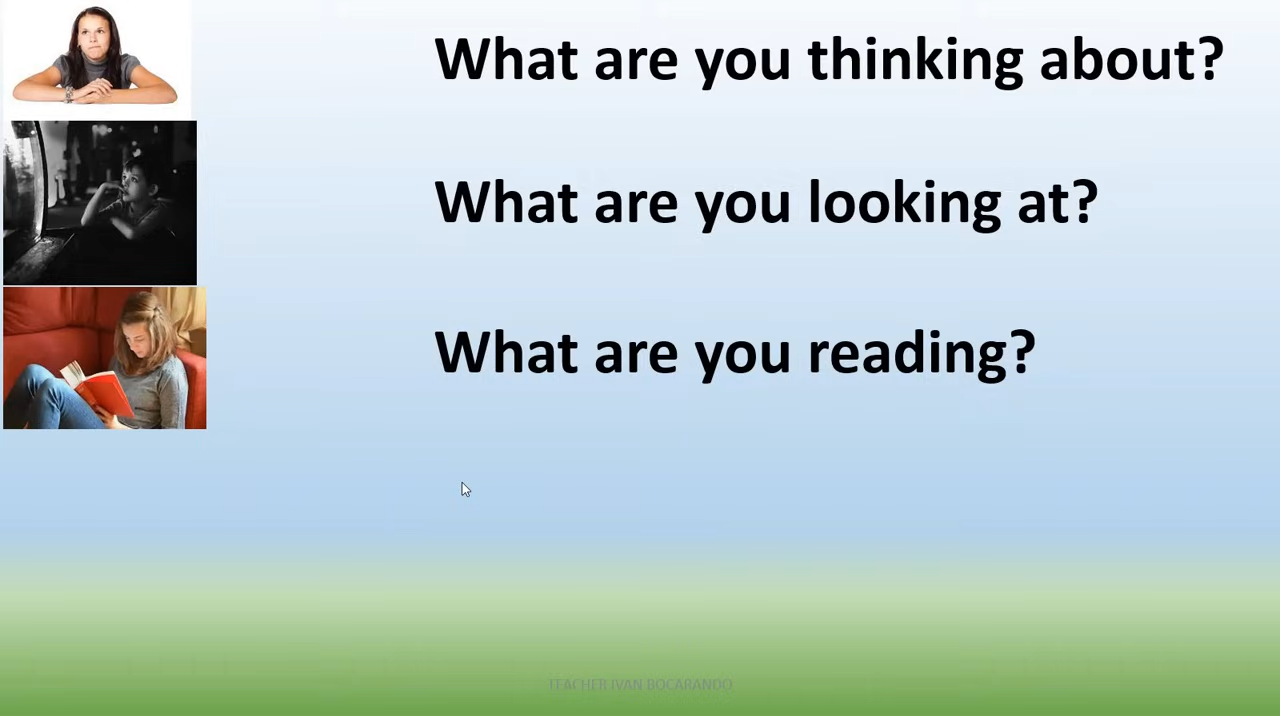 What are you thinking about?
What are you looking at?
What are you reading?
TEACHER IVAN BOCARANDO